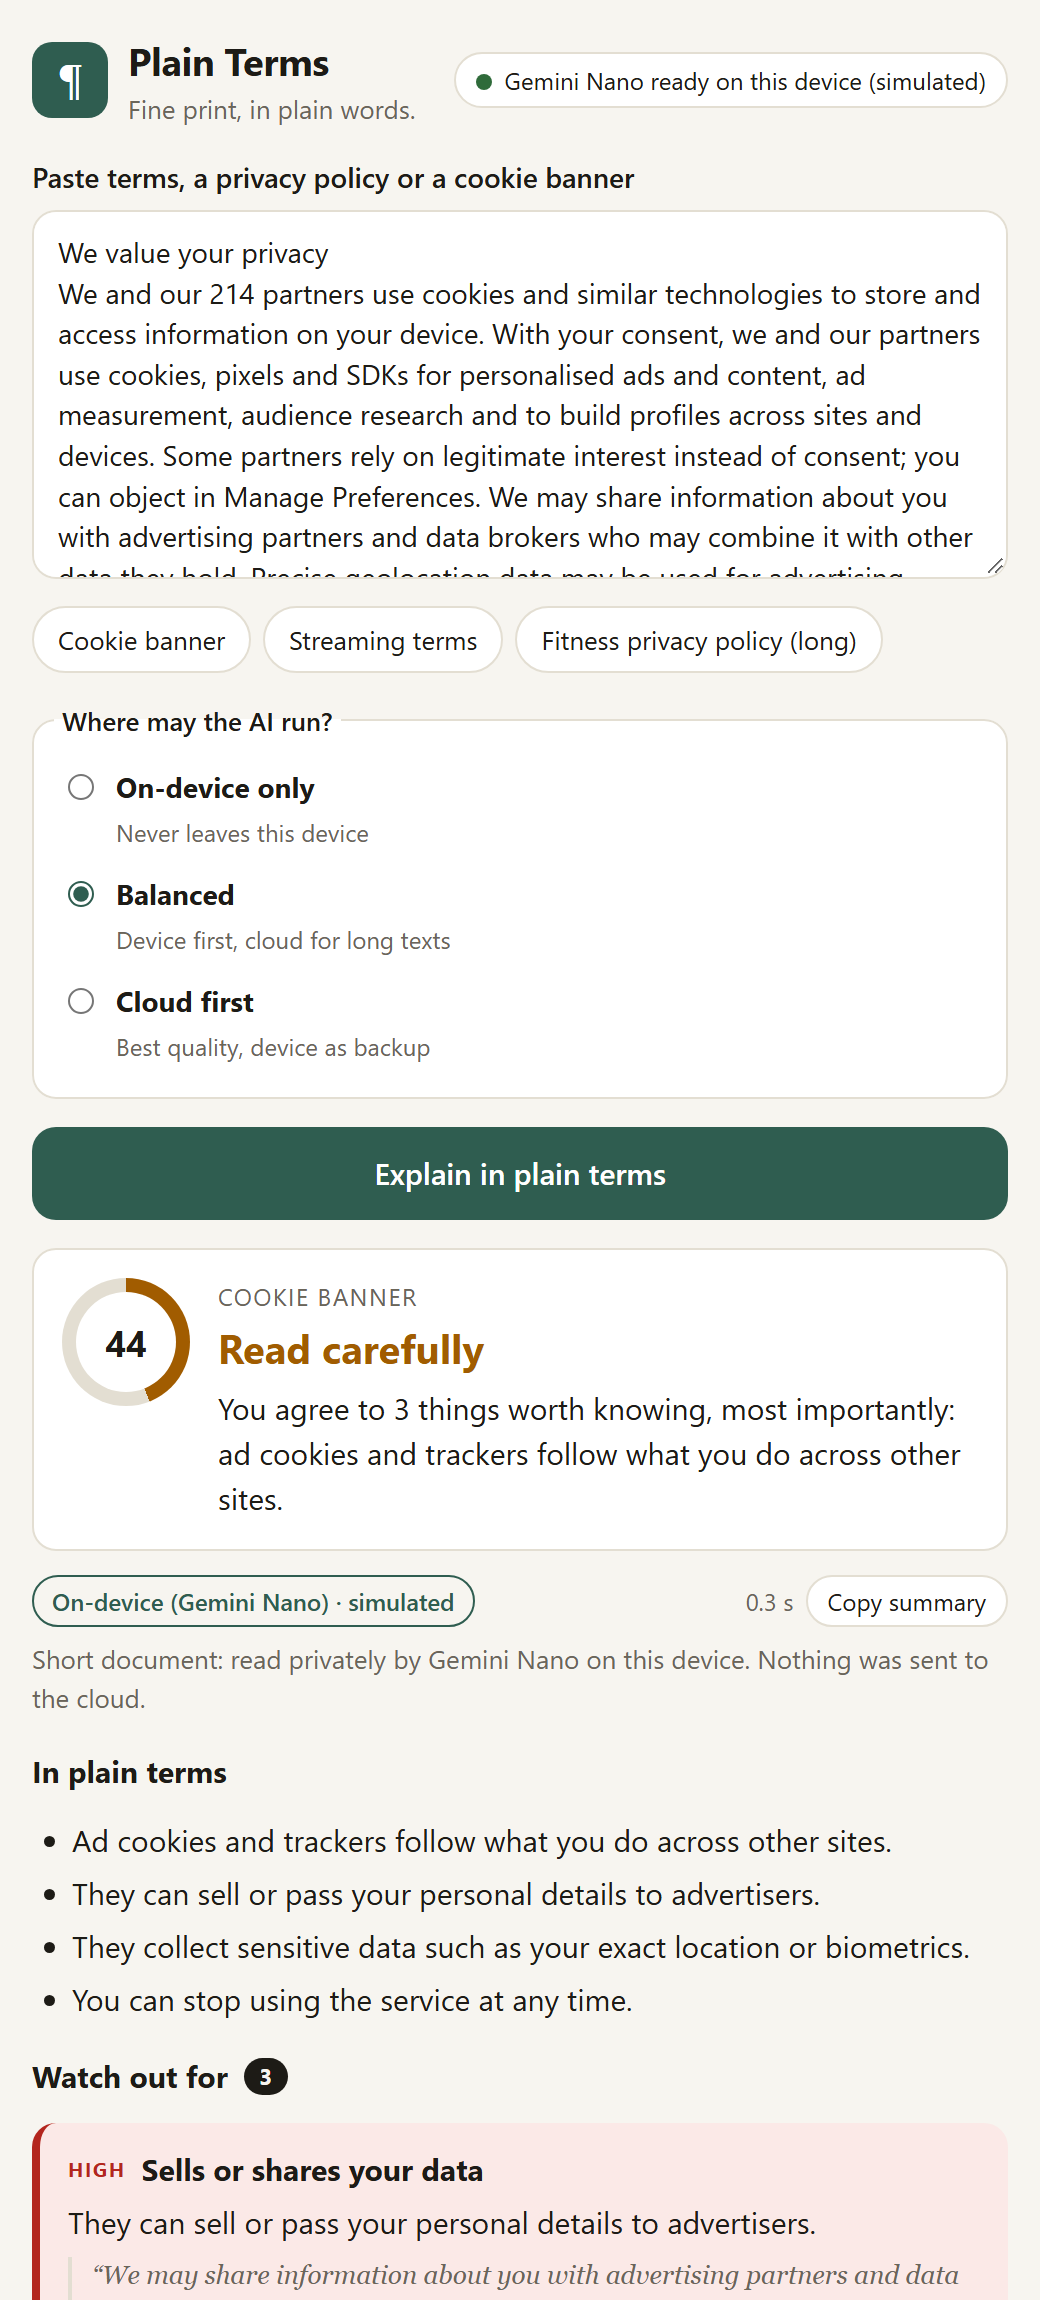 ¶
Plain Terms
Fine print, in plain words.
Gemini Nano ready on this device (simulated)
Paste terms, a privacy policy or a cookie banner
We value your privacy
We and our 214 partners use cookies and similar technologies to store and
access information on your device. With your consent, we and our partners
use cookies, pixels and SDKs for personalised ads and content, ad
measurement, audience research and to build profiles across sites and
devices. Some partners rely on legitimate interest instead of consent; you
can object in Manage Preferences. We may share information about you
with advertising partners and data brokers who may combine it with other
data they hold. Precise geolocation data may be used for advertising.
Cookie banner
Streaming terms
Fitness privacy policy (long)
Where may the AI run?
On-device only
Never leaves this device
Balanced
Device first, cloud for long texts
Cloud first
Best quality, device as backup
Explain in plain terms
44
COOKIE BANNER
Read carefully
You agree to 3 things worth knowing, most importantly:
ad cookies and trackers follow what you do across other
sites.
On-device (Gemini Nano) · simulated
0.3 s
Copy summary
Short document: read privately by Gemini Nano on this device. Nothing was sent to
the cloud.
In plain terms
• Ad cookies and trackers follow what you do across other sites.
• They can sell or pass your personal details to advertisers.
• They collect sensitive data such as your exact location or biometrics.
• You can stop using the service at any time.
Watch out for 3
HIGH Sells or shares your data
They can sell or pass your personal details to advertisers.
“We may share information about you with advertising partners and data